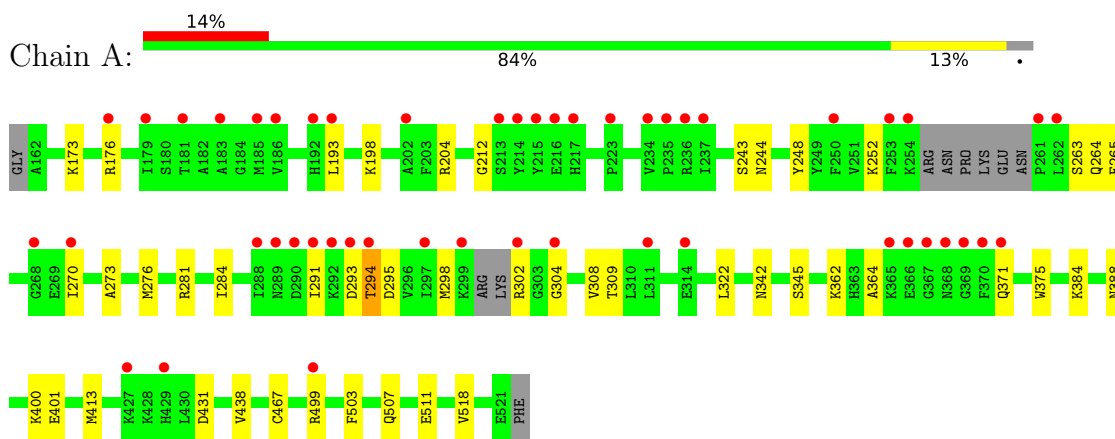 14%
Chain A:
84% 13% •
GLY A162 K173 R176 I179 S180 T181 A182 A183 G184 M185 V186 H192 L193 K198 A202 F203 R204 G212 S213 Y214 Y215 E216 H217 P223 V234 P235 R236 I237 S243 N244 Y248 Y249 F250 V251 K252 F253 K254 ARG ASN PRO LYS GLU ASN P261 L262 S263 Q264
G268 E269 I270 A273 M276 R281 I284 I288 N289 D290 I291 K292 D293 T294 D295 V296 I297 M298 K299 ARG LYS R302 G303 G304 V308 T309 L310 L311 E314 L322 N342 S345 K362 H363 A364 K365 E366 G367 N368 G369 F370 Q371 W375 K384
K400 E401 M413 K427 K428 H429 L430 D431 V438 C467 R499 F503 Q507 E511 V518 E521 PHE